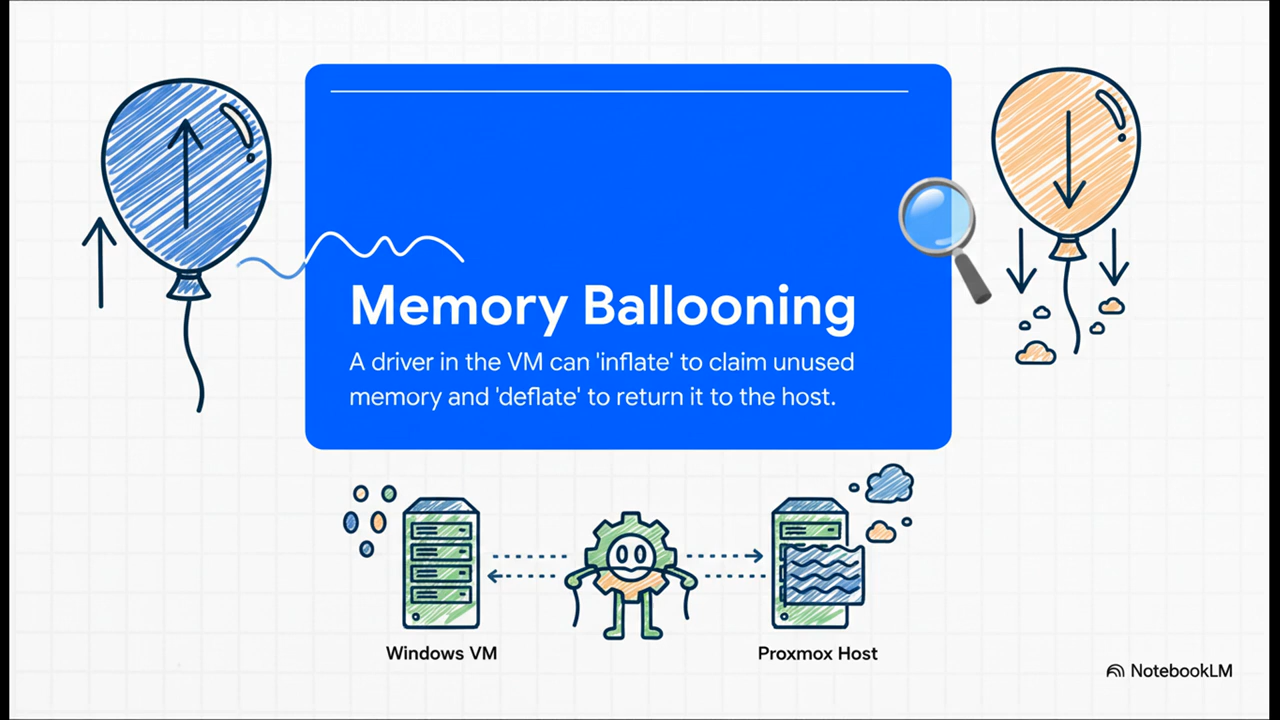 Memory Ballooning
A driver in the VM can 'inflate' to claim unused
memory and 'deflate' to return it to the host.
Windows VM
Proxmox Host
NotebookLM